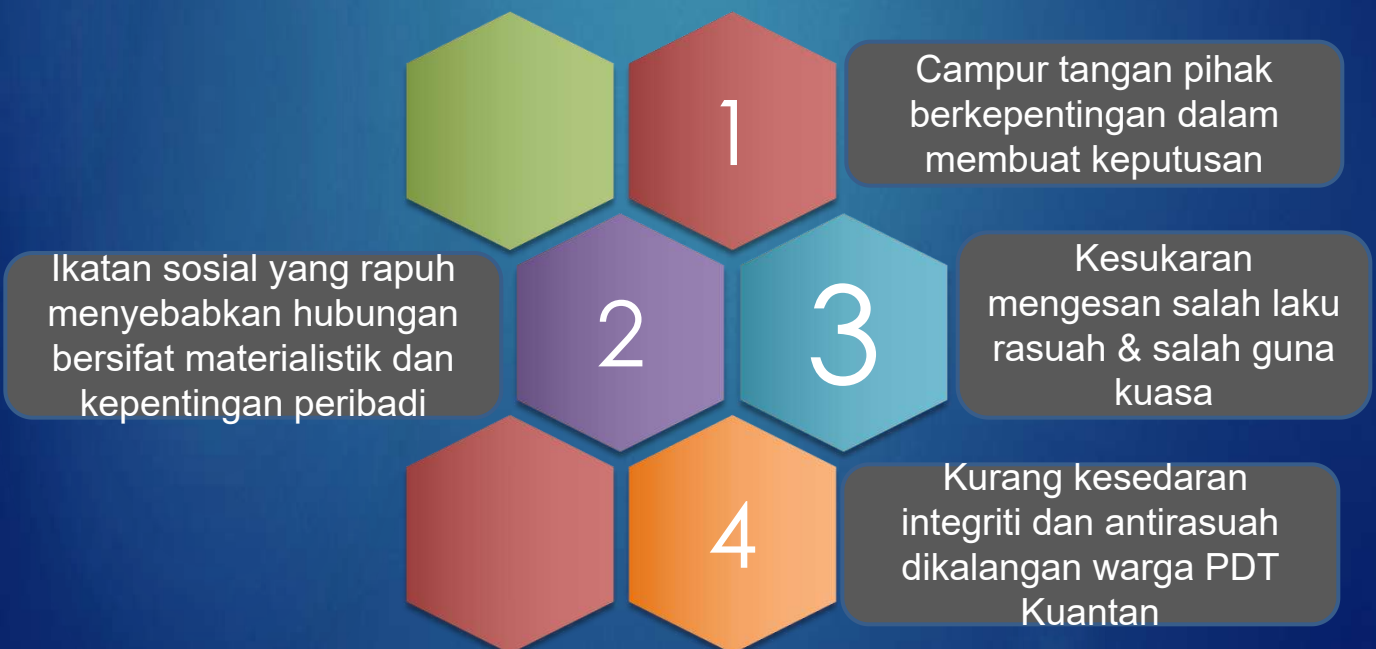 1
Campur tangan pihak
berkepentingan dalam
membuat keputusan
Ikatan sosial yang rapuh
menyebabkan hubungan
bersifat materialistik dan
kepentingan peribadi
2
3
Kesukaran
mengesan salah laku
rasuah & salah guna
kuasa
4
Kurang kesedaran
integriti dan antirasuah
dikalangan warga PDT
Kuantan